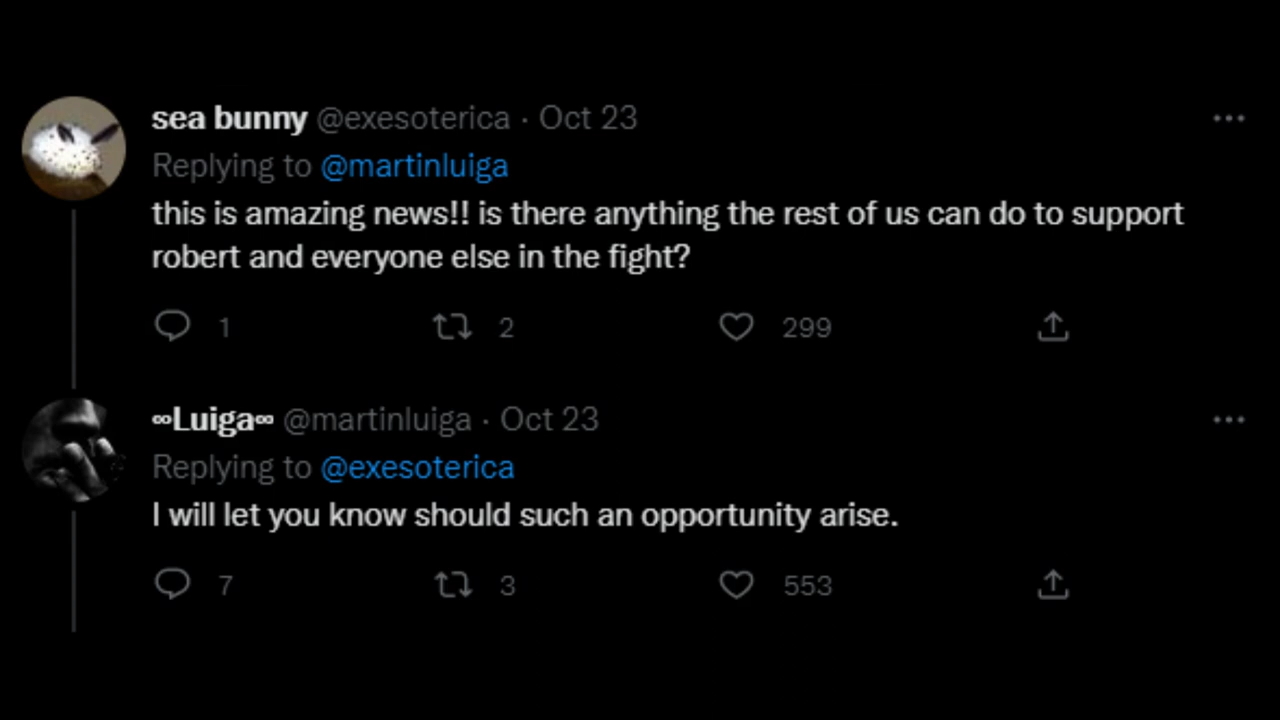 sea bunny @exesoterica · Oct 23
Replying to @martinluiga
this is amazing news!! is there anything the rest of us can do to support
robert and everyone else in the fight?
1 2 299
∞Luiga∞ @martinluiga · Oct 23
Replying to @exesoterica
I will let you know should such an opportunity arise.
7 3 553